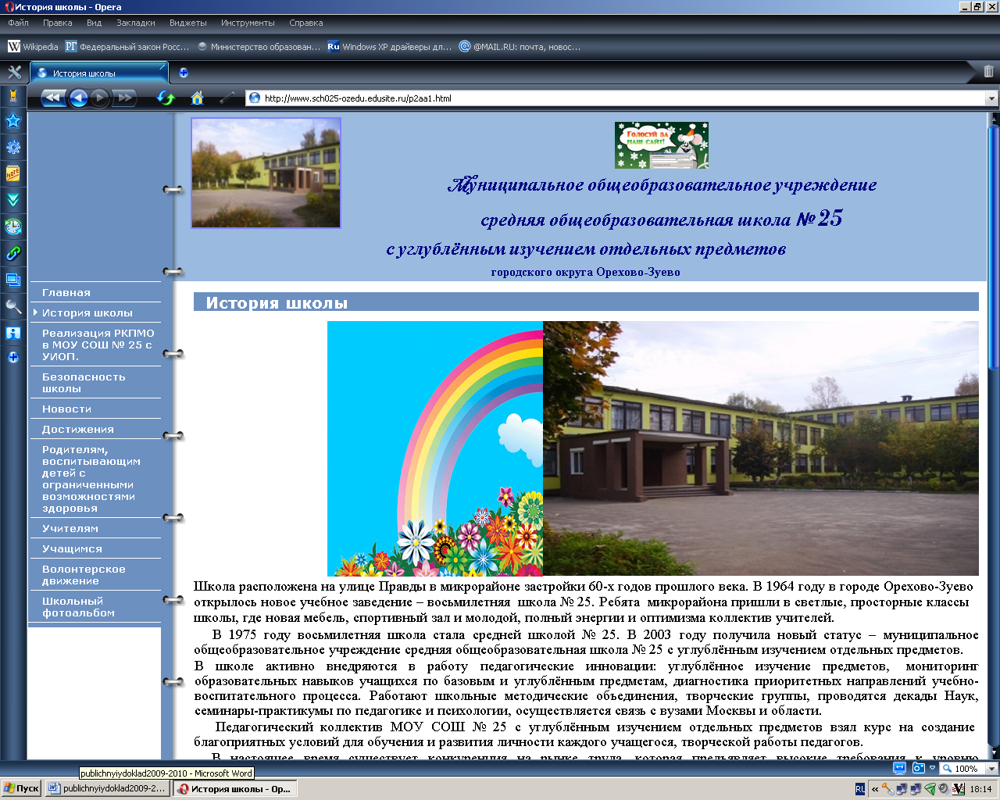 История школы - Opera
Файл Правка Вид Закладки Виджеты Инструменты Справка
Wikipedia Федеральный закон Росс... Министерство образован... Windows XP драйверы дл... @MAIL.RU: почта, новос...
История школы
http://www.sch025-ozedu.edusite.ru/p2aa1.html
Голосуй за
наш сайт!
Муниципальное общеобразовательное учреждение
средняя общеобразовательная школа №25
с углублённым изучением отдельных предметов
городского округа Орехово-Зуево
Главная
История школы
Реализация РКПМО
в МОУ СОШ № 25 с
УИОП.
Безопасность
школы
Новости
Достижения
Родителям,
воспитывающим
детей с
ограниченными
возможностями
здоровья
Учителям
Учащимся
Волонтерское
движение
Школьный
фотоальбом
История школы
Школа расположена на улице Правды в микрорайоне застройки 60-х годов прошлого века. В 1964 году в городе Орехово-Зуево
открылось новое учебное заведение – восьмилетняя школа № 25. Ребята микрорайона пришли в светлые, просторные классы
школы, где новая мебель, спортивный зал и молодой, полный энергии и оптимизма коллектив учителей.
В 1975 году восьмилетняя школа стала средней школой № 25. В 2003 году получила новый статус – муниципальное
общеобразовательное учреждение средняя общеобразовательная школа № 25 с углублённым изучением отдельных предметов.
В школе активно внедряются в работу педагогические инновации: углублённое изучение предметов, мониторинг
образовательных навыков учащихся по базовым и углублённым предметам, диагностика приоритетных направлений учебно-
воспитательного процесса. Работают школьные методические объединения, творческие группы, проводятся декады Наук,
семинары-практикумы по педагогике и психологии, осуществляется связь с вузами Москвы и области.
Педагогический коллектив МОУ СОШ № 25 с углублённым изучением отдельных предметов взял курс на создание
благоприятных условий для обучения и развития личности каждого учащегося, творческой работы педагогов.
В настоящее время существует конкуренция на рынке труда, которая предъявляет высокие требования к уровню
100%
publichnyiydoklad2009-2010 - Microsoft Word
Пуск publichnyiydoklad2009-2... История школы - Op... RU « 18:14